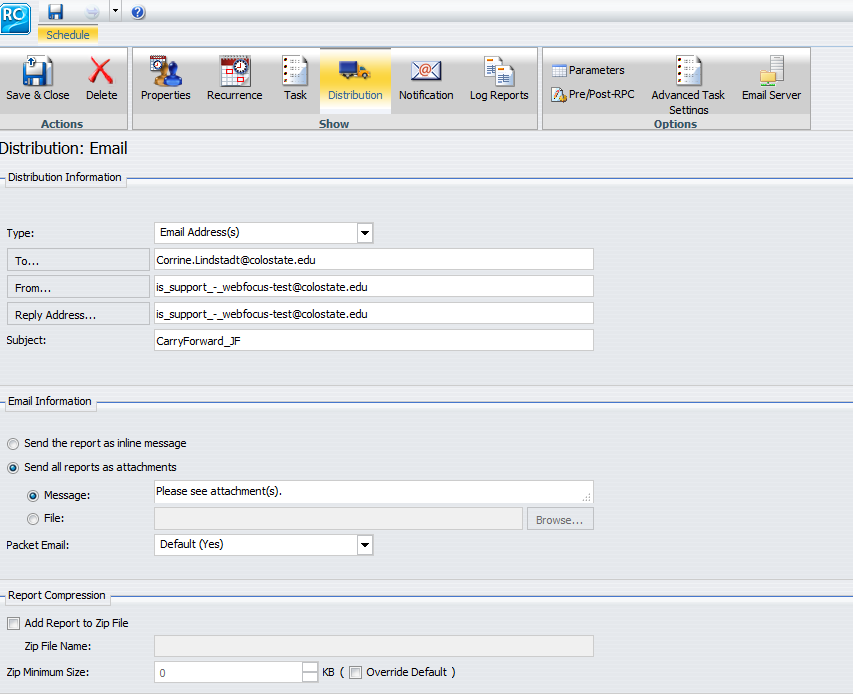 RC
Schedule
Save & Close Delete Properties Recurrence Task Distribution Notification Log Reports Parameters Pre/Post-RPC Advanced Task Settings Email Server
Actions Show Options
Distribution: Email
Distribution Information
Type: Email Address(s)
To... Corrine.Lindstadt@colostate.edu
From... is_support_-_webfocus-test@colostate.edu
Reply Address... is_support_-_webfocus-test@colostate.edu
Subject: CarryForward_JF
Email Information
Send the report as inline message
Send all reports as attachments
Message: Please see attachment(s).
File: Browse...
Packet Email: Default (Yes)
Report Compression
Add Report to Zip File
Zip File Name:
Zip Minimum Size: 0 KB ( Override Default )